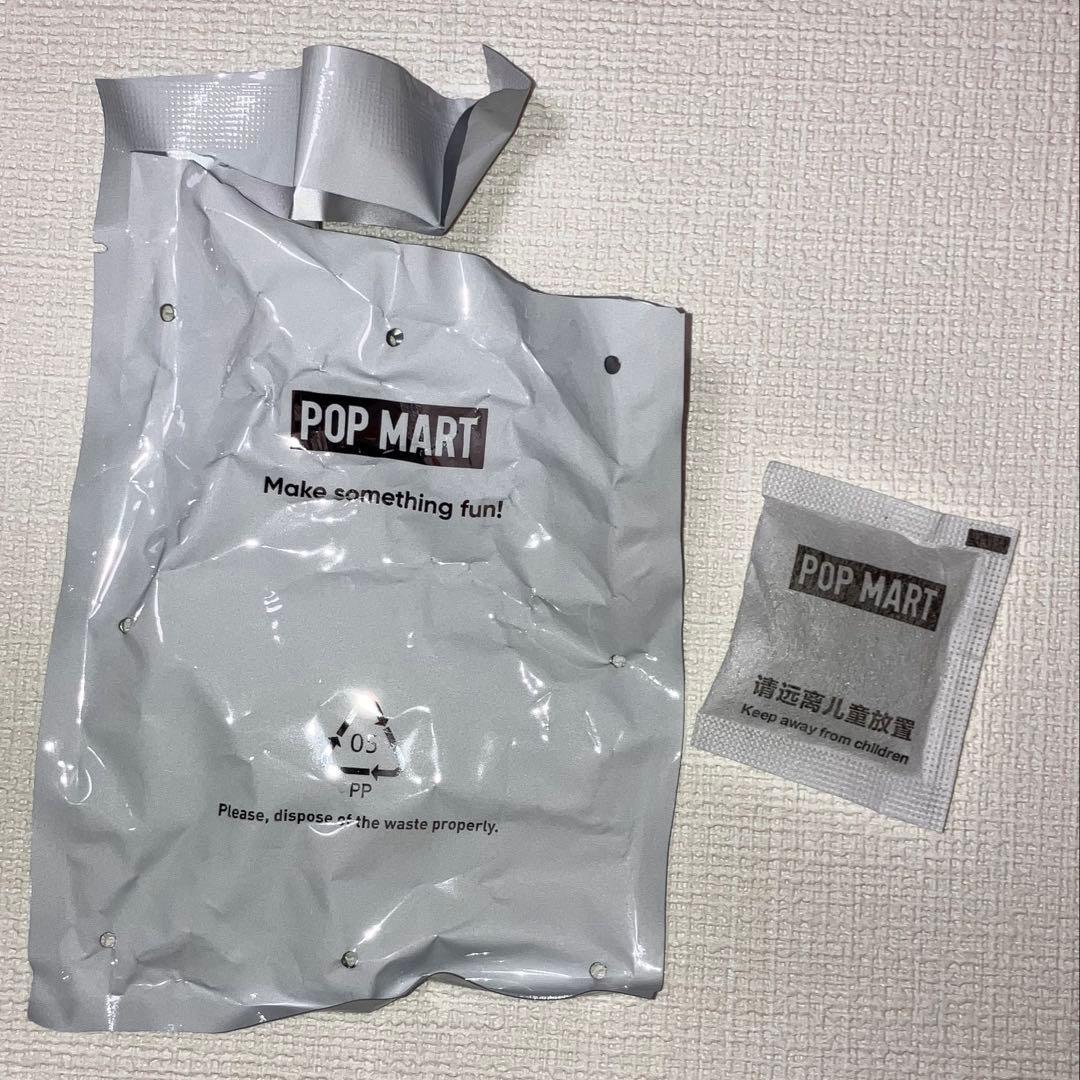 POP MART
Make something fun!
05
PP
Please, dispose of the waste properly.
POP MART
请远离儿童放置
Keep away from children